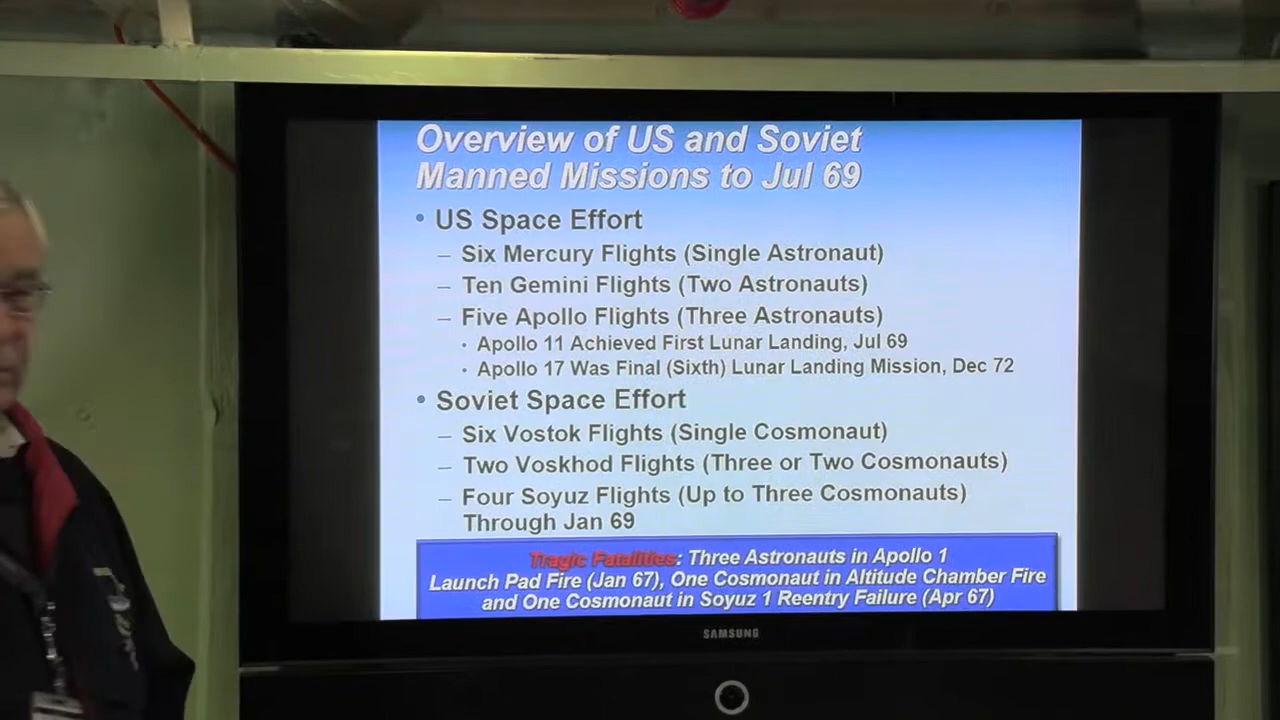 Overview of US and Soviet
Manned Missions to Jul 69
• US Space Effort
– Six Mercury Flights (Single Astronaut)
– Ten Gemini Flights (Two Astronauts)
– Five Apollo Flights (Three Astronauts)
• Apollo 11 Achieved First Lunar Landing, Jul 69
• Apollo 17 Was Final (Sixth) Lunar Landing Mission, Dec 72
• Soviet Space Effort
– Six Vostok Flights (Single Cosmonaut)
– Two Voskhod Flights (Three or Two Cosmonauts)
– Four Soyuz Flights (Up to Three Cosmonauts)
Through Jan 69
Tragic Fatalities: Three Astronauts in Apollo 1
Launch Pad Fire (Jan 67), One Cosmonaut in Altitude Chamber Fire
and One Cosmonaut in Soyuz 1 Reentry Failure (Apr 67)
SAMSUNG